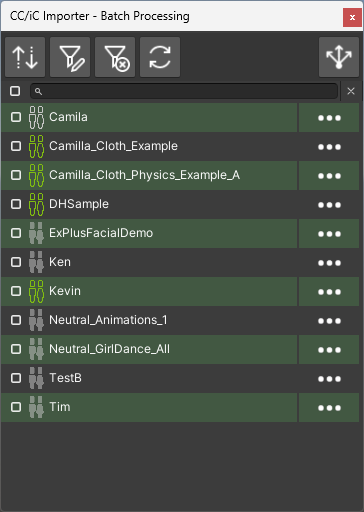 CC/iC Importer - Batch Processing
Camila
Camilla_Cloth_Example
Camilla_Cloth_Physics_Example_A
DHSample
ExPlusFacialDemo
Ken
Kevin
Neutral_Animations_1
Neutral_GirlDance_All
TestB
Tim